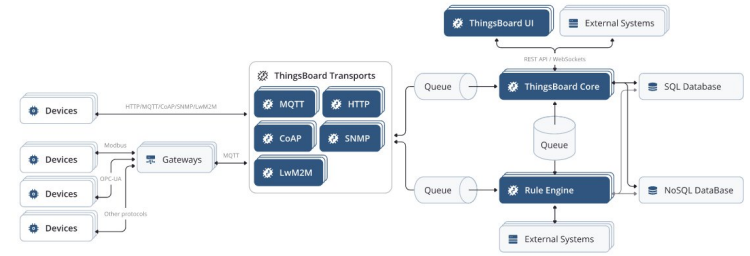 ThingsBoard UI
External Systems
REST API / WebSockets
ThingsBoard Transports
Devices
HTTP/MQTT/CoAP/SNMP/LwM2M
MQTT
HTTP
Queue
ThingsBoard Core
SQL Database
CoAP
SNMP
Queue
Devices
Modbus
Gateways
MQTT
LwM2M
OPC-UA
Devices
Queue
Rule Engine
NoSQL DataBase
Other protocols
Devices
External Systems